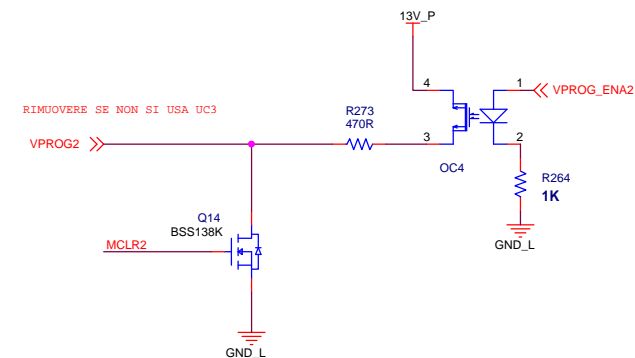 13V_P
4
1
VPROG_ENA2
RIMUOVERE SE NON SI USA UC3
R273
470R
VPROG2
3
2
OC4
R264
1K
Q14
BSS138K
MCLR2
GND_L
GND_L